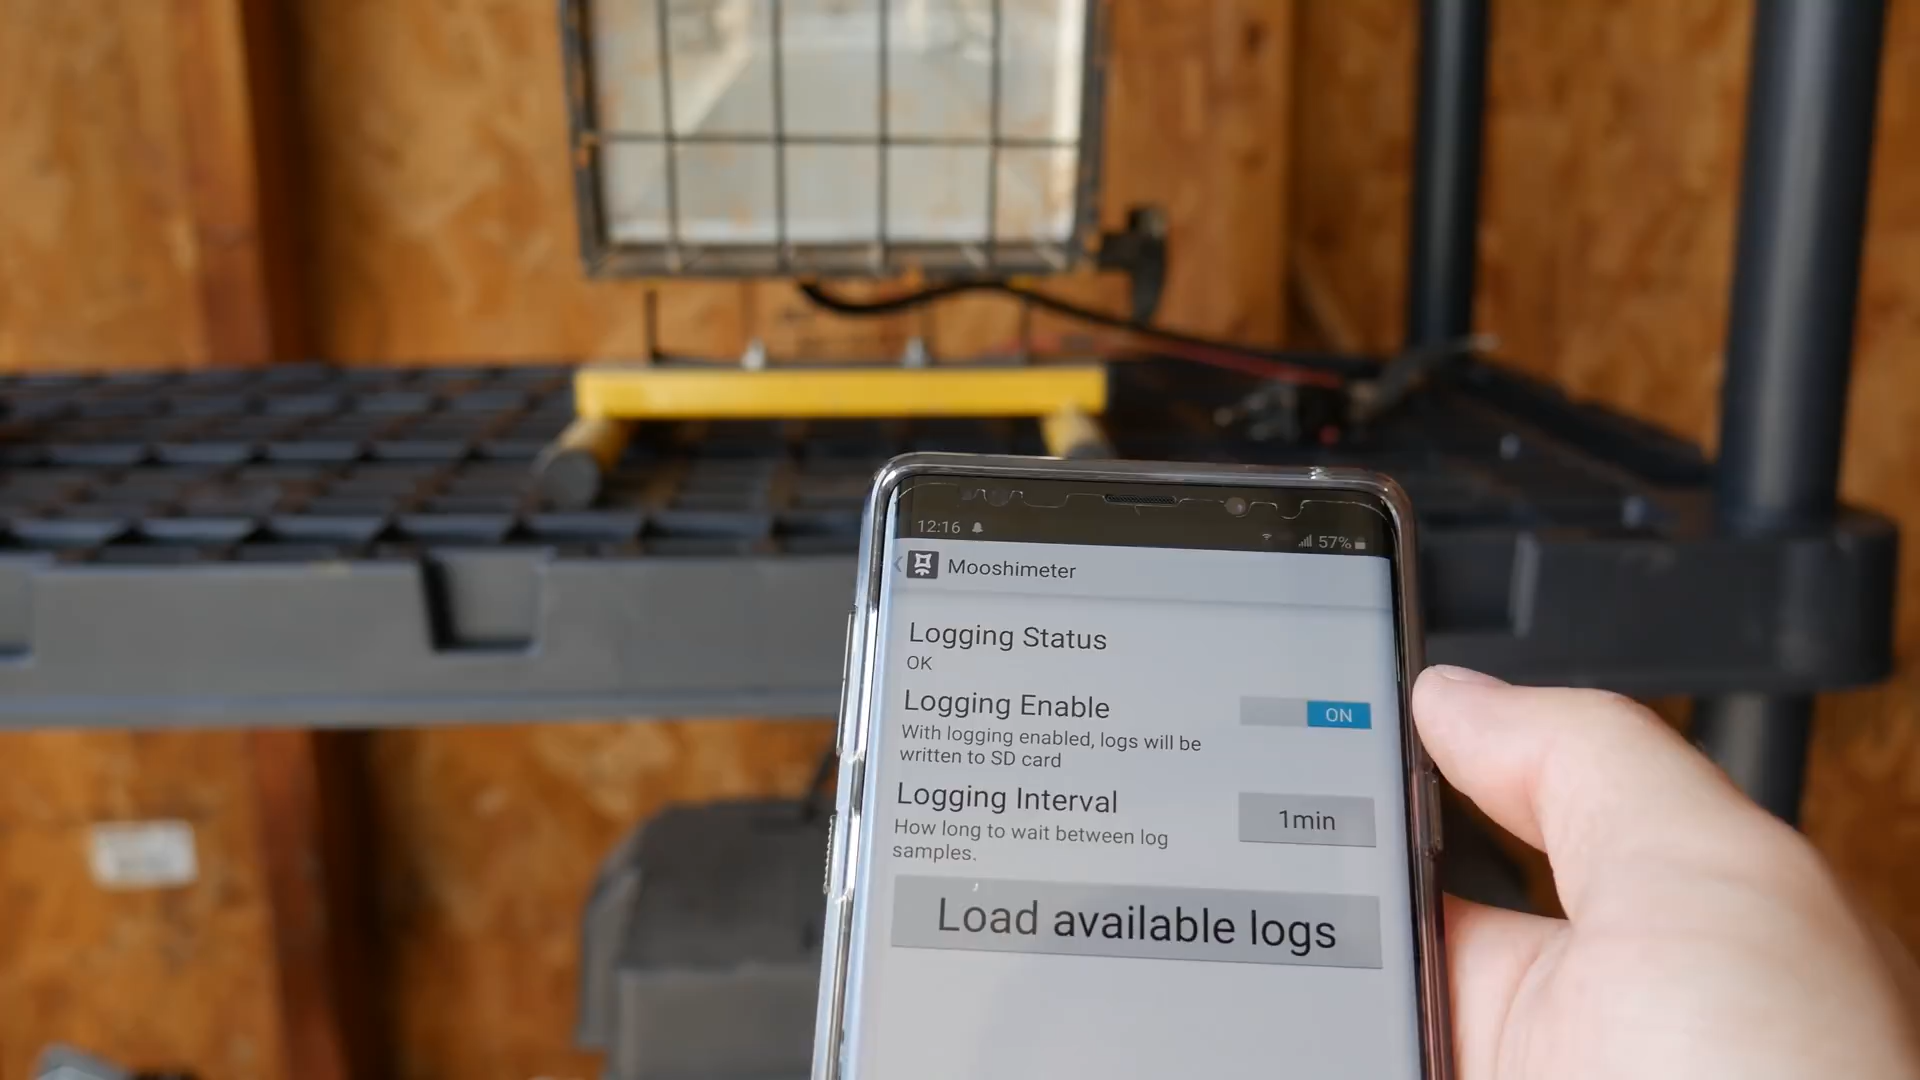 12:16
57%
Mooshimeter
Logging Status
OK
Logging Enable
ON
With logging enabled, logs will be
written to SD card
Logging Interval
1min
How long to wait between log
samples.
Load available logs